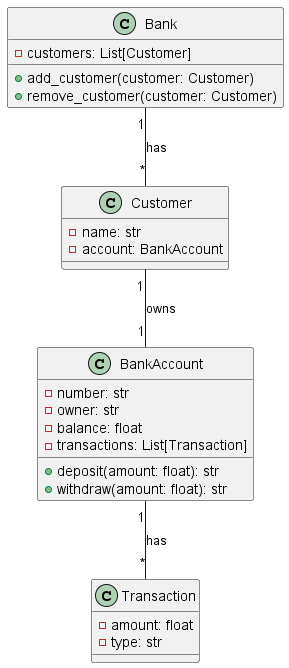 C Bank
customers: List[Customer]
add_customer(customer: Customer)
remove_customer(customer: Customer)
1
has
*
C Customer
name: str
account: BankAccount
1
owns
1
C BankAccount
number: str
owner: str
balance: float
transactions: List[Transaction]
deposit(amount: float): str
withdraw(amount: float): str
1
has
*
C Transaction
amount: float
type: str